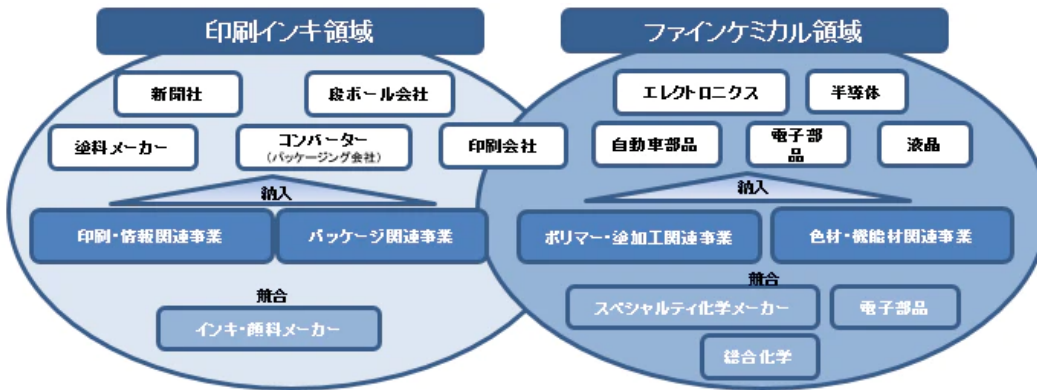 印刷インキ領域
ファインケミカル領域
新聞社
段ボール会社
エレクトロニクス
半導体
塗料メーカー
コンバーター
(パッケージング会社)
印刷会社
自動車部品
電子部
品
液晶
納入
納入
印刷・情報関連事業
パッケージ関連事業
ポリマー・塗加工関連事業
色材・機能材関連事業
競合
競合
インキ・顔料メーカー
スペシャルティ化学メーカー
電子部品
総合化学